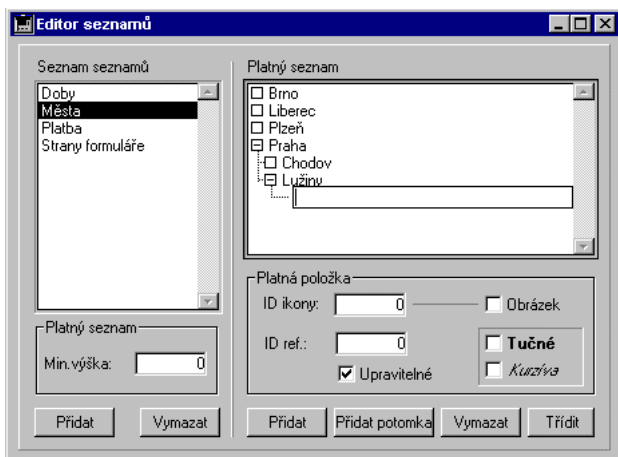 Editor seznamů
Seznam seznamů
Doby
Města
Platba
Strany formuláře
Platný seznam
Min.výška: 0
Přidat Vymazat
Platný seznam
Brno
Liberec
Plzeň
Praha
Chodov
Lužiny
Platná položka
ID ikony: 0 Obrázek
ID ref.: 0 Tučné
Upravitelné Kurzíva
Přidat Přidat potomka Vymazat Třídit